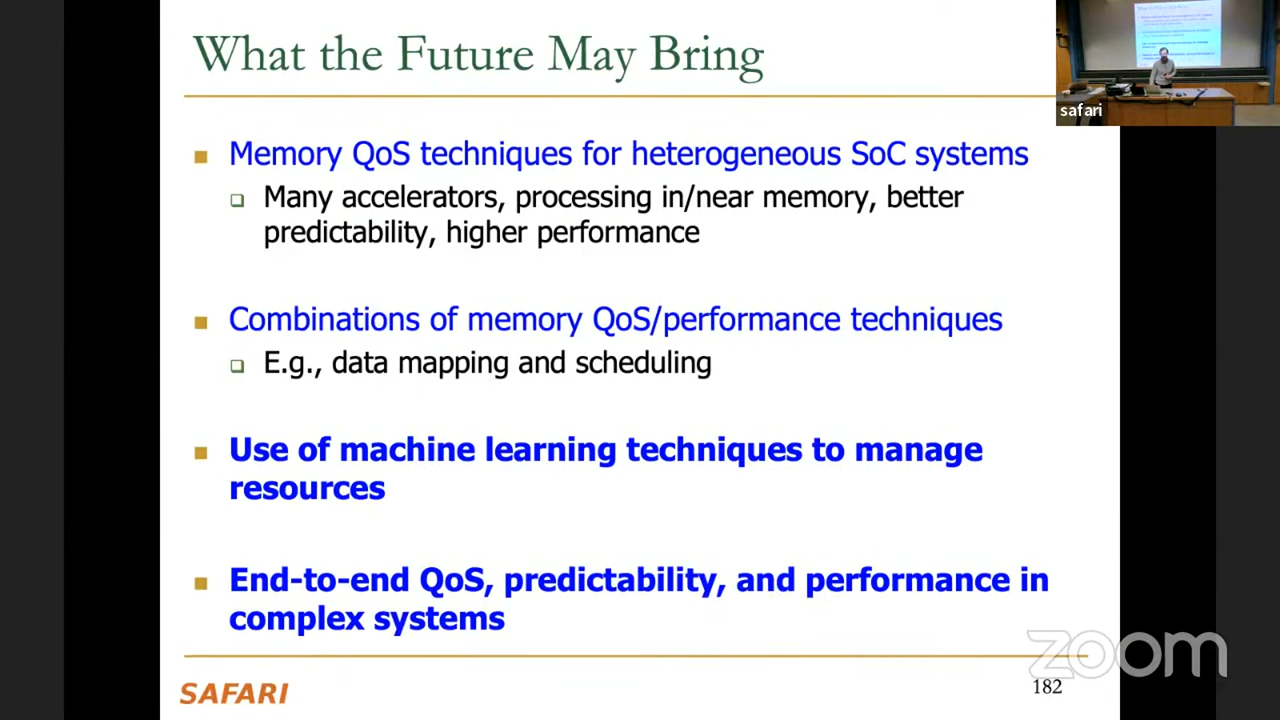 What the Future May Bring
safari
Memory QoS techniques for heterogeneous SoC systems
Many accelerators, processing in/near memory, better
predictability, higher performance
Combinations of memory QoS/performance techniques
E.g., data mapping and scheduling
Use of machine learning techniques to manage
resources
End-to-end QoS, predictability, and performance in
complex systems
zoom
SAFARI
182